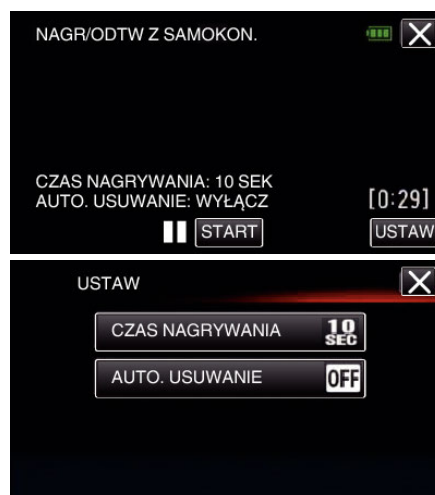 NAGR/ODTW Z SAMOKON.
CZAS NAGRYWANIA: 10 SEK
AUTO. USUWANIE: WYŁĄCZ [0:29]
START USTAW
USTAW
CZAS NAGRYWANIA 10 SEC
AUTO. USUWANIE OFF